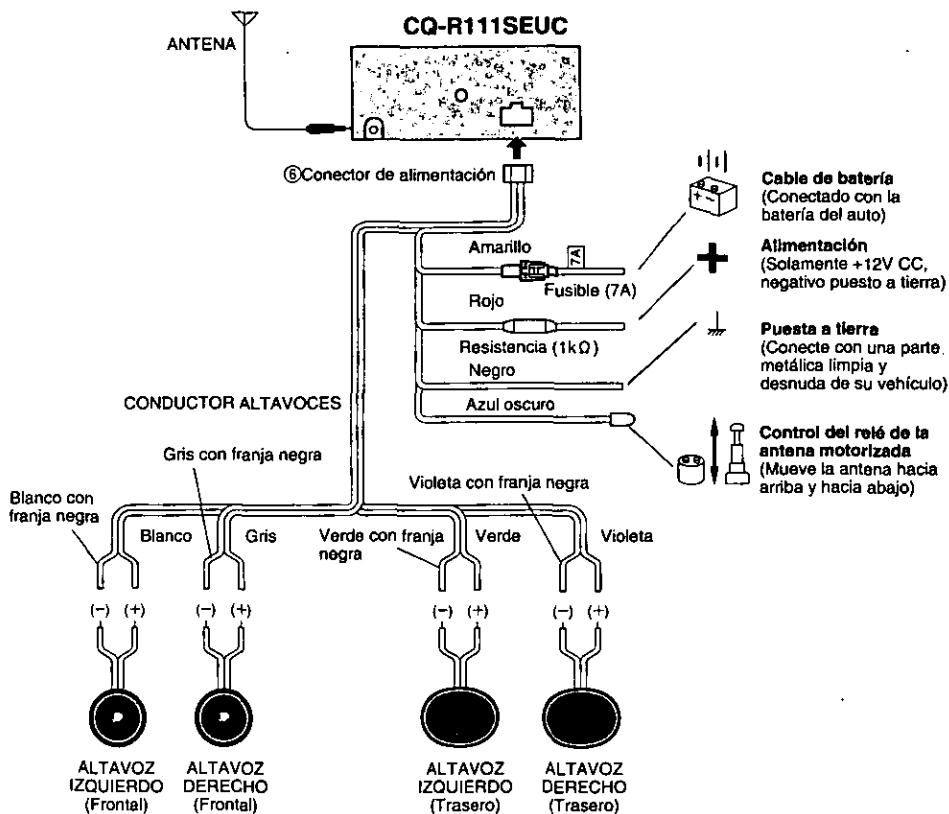 CQ-R111SEUC
ANTENA
⑥Conector de alimentación
Cable de batería
(Conectado con la
batería del auto)
Amarillo
7A
Fusible (7A)
Alimentación
(Solamente +12V CC,
negativo puesto a tierra)
Rojo
Resistencia (1kΩ)
Puesta a tierra
(Conecte con una parte
metálica limpia y
desnuda de su vehículo)
Negro
Azul oscuro
Control del relé de la
antena motorizada
(Mueve la antena hacia
arriba y hacia abajo)
CONDUCTOR ALTAVOCES
Gris con franja negra
Blanco con
franja negra
Blanco
Gris
Violeta con franja negra
Verde con franja
negra
Verde
Violeta
(-) (+)
(-) (+)
(-) (+)
(-) (+)
ALTAVOZ
IZQUIERDO
(Frontal)
ALTAVOZ
DERECHO
(Frontal)
ALTAVOZ
IZQUIERDO
(Trasero)
ALTAVOZ
DERECHO
(Trasero)